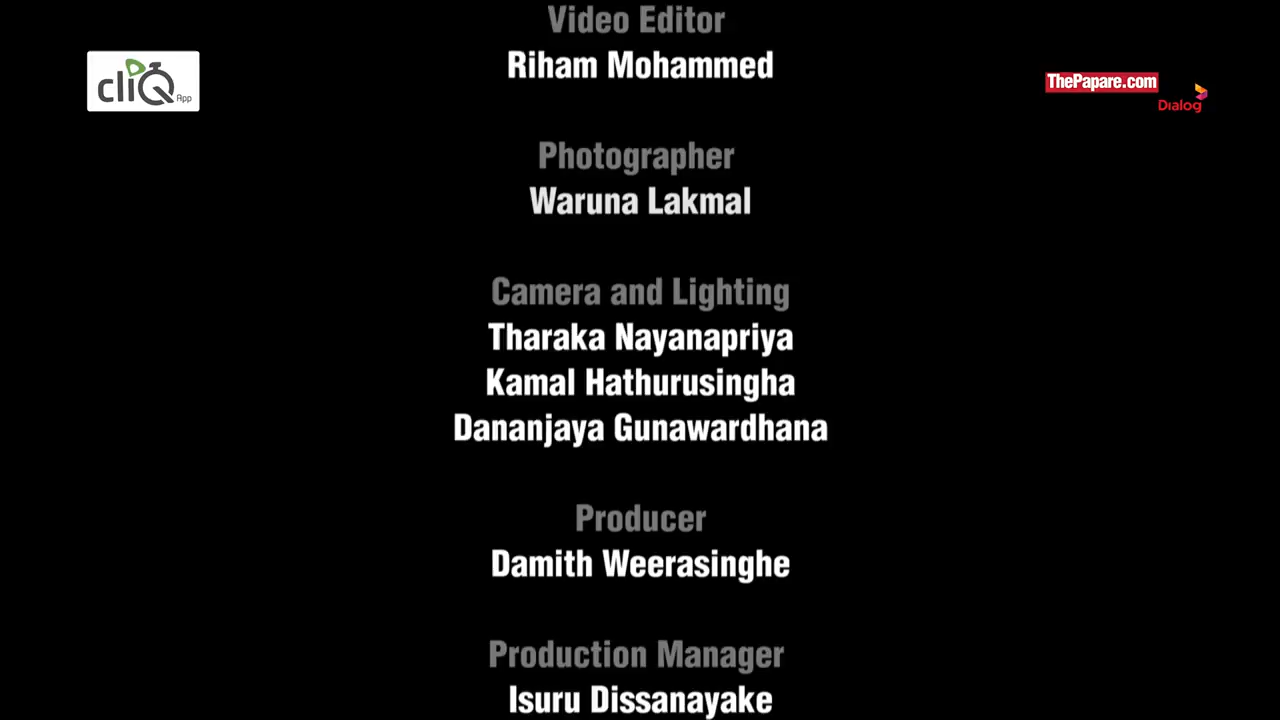 Video Editor
Riham Mohammed
cliQ App
ThePapare.com
Dialog
Photographer
Waruna Lakmal
Camera and Lighting
Tharaka Nayanapriya
Kamal Hathurusingha
Dananjaya Gunawardhana
Producer
Damith Weerasinghe
Production Manager
Isuru Dissanayake